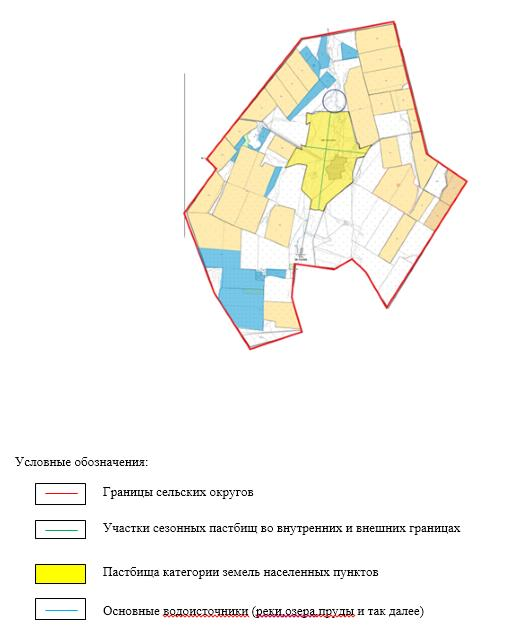 Условные обозначения:
Границы сельских округов
Участки сезонных пастбищ во внутренних и внешних границах
Пастбища категории земель населенных пунктов
Основные водоисточники (реки,озера,пруды и так далее)